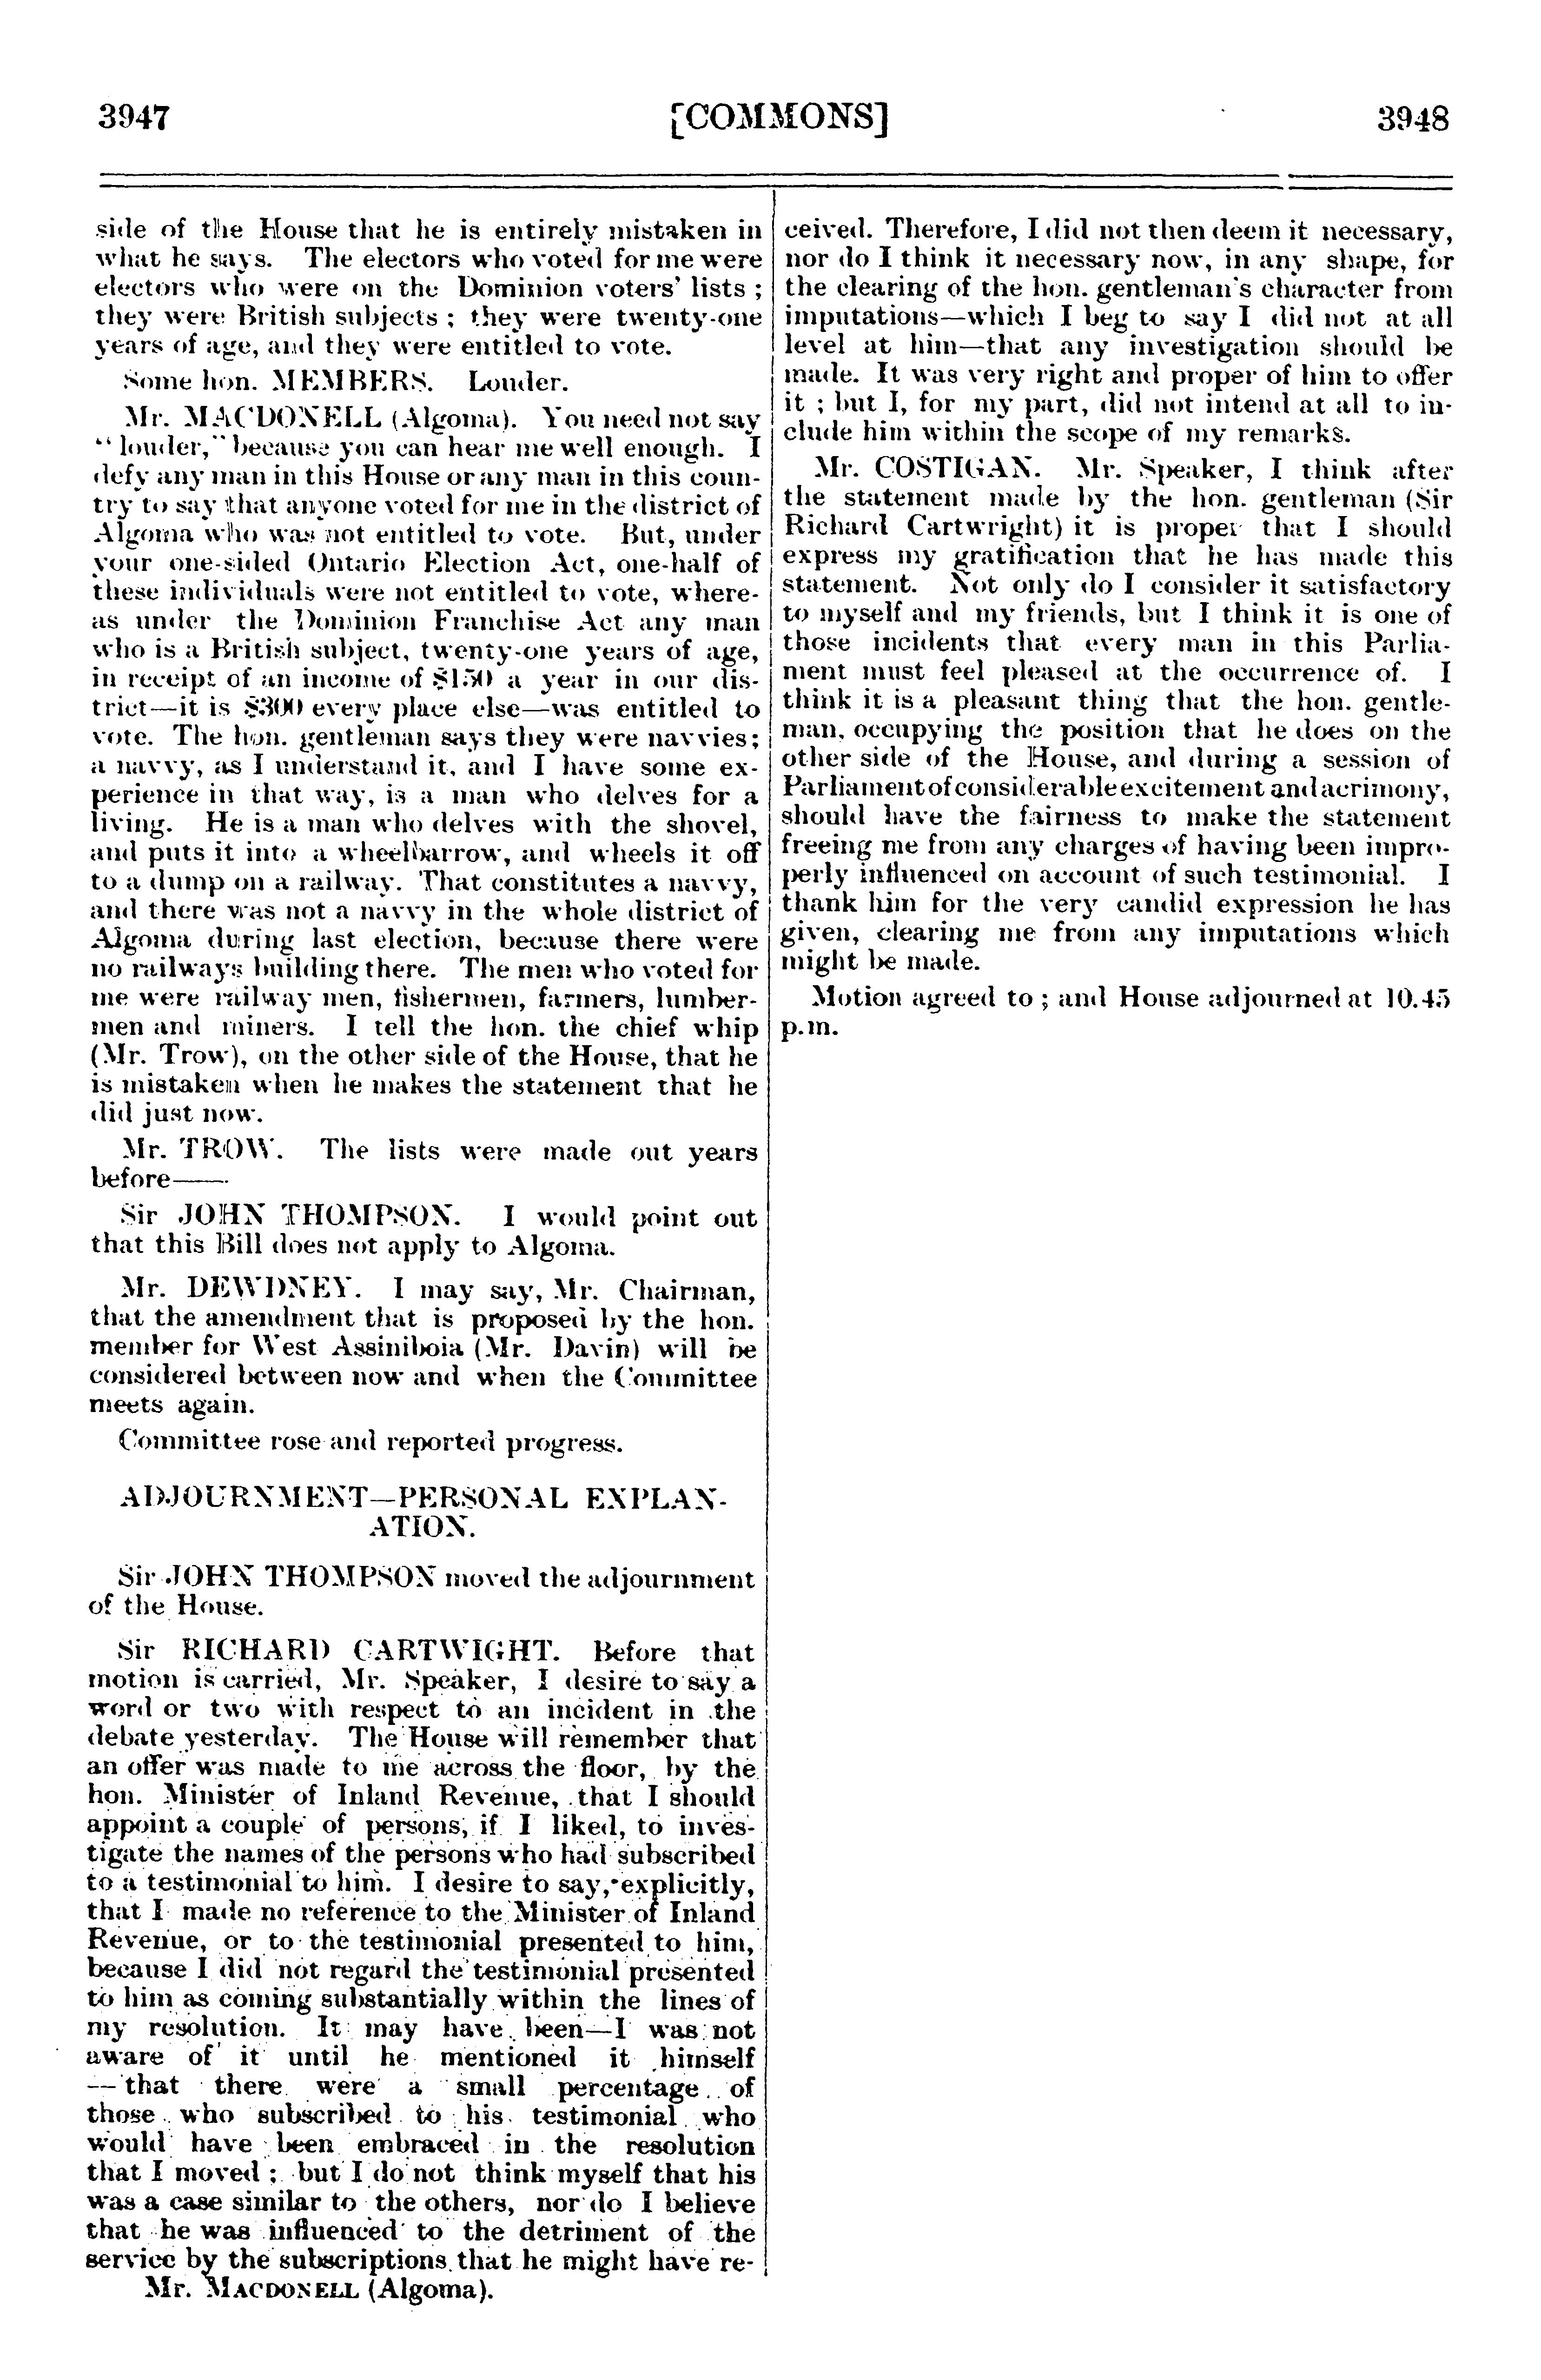 3947 [COMMONS] 3948
side of the House that he is entirely mistaken in
what he says. The electors who voted for me were
electors who were on the Dominion voters' lists ;
they were British subjects ; they were twenty-one
years of age, and they were entitled to vote.
Some hon. MEMBERS. Louder.
Mr. MACDONELL (Algoma). You need not say
"louder," because you can hear me well enough. I
defy any man in this House or any man in this coun-
try to say that anyone voted for me in the district of
Algoma who was not entitled to vote. But, under
your one-sided Ontario Election Act, one-half of
these individuals were not entitled to vote, where-
as under the Dominion Franchise Act any man
who is a British subject, twenty-one years of age,
in receipt of an income of $150 a year in our dis-
trict—it is $300 every place else—was entitled to
vote. The hon. gentleman says they were navvies;
a navvy, as I understand it, and I have some ex-
perience in that way, is a man who delves for a
living. He is a man who delves with the shovel,
and puts it into a wheelbarrow, and wheels it off
to a dump on a railway. That constitutes a navvy,
and there was not a navvy in the whole district of
Algoma during last election, because there were
no railways building there. The men who voted for
me were railway men, fishermen, farmers, lumber-
men and miners. I tell the hon. the chief whip
(Mr. Trow), on the other side of the House, that he
is mistaken when he makes the statement that he
did just now.
Mr. TROW. The lists were made out years
before——
Sir JOHN THOMPSON. I would point out
that this Bill does not apply to Algoma.
Mr. DEWDNEY. I may say, Mr. Chairman,
that the amendment that is proposed by the hon.
member for West Assiniboia (Mr. Davin) will be
considered between now and when the Committee
meets again.
Committee rose and reported progress.
ADJOURNMENT—PERSONAL EXPLAN-
ATION.
Sir JOHN THOMPSON moved the adjournment
of the House.
Sir RICHARD CARTWIGHT. Before that
motion is carried, Mr. Speaker, I desire to say a
word or two with respect to an incident in the
debate yesterday. The House will remember that
an offer was made to me across the floor, by the
hon. Minister of Inland Revenue, that I should
appoint a couple of persons, if I liked, to inves-
tigate the names of the persons who had subscribed
to a testimonial to him. I desire to say, explicitly,
that I made no reference to the Minister of Inland
Revenue, or to the testimonial presented to him,
because I did not regard the testimonial presented
to him as coming substantially within the lines of
my resolution. It may have been—I was not
aware of it until he mentioned it himself
—that there were a small percentage of
those who subscribed to his testimonial who
would have been embraced in the resolution
that I moved ; but I do not think myself that his
was a case similar to the others, nor do I believe
that he was influenced to the detriment of the
service by the subscriptions that he might have re-
Mr. MACDONELL (Algoma).
ceived. Therefore, I did not then deem it necessary,
nor do I think it necessary now, in any shape, for
the clearing of the hon. gentleman's character from
imputations—which I beg to say I did not at all
level at him—that any investigation should be
made. It was very right and proper of him to offer
it ; but I, for my part, did not intend at all to in-
clude him within the scope of my remarks.
Mr. COSTIGAN. Mr. Speaker, I think after
the statement made by the hon. gentleman (Sir
Richard Cartwright) it is proper that I should
express my gratification that he has made this
statement. Not only do I consider it satisfactory
to myself and my friends, but I think it is one of
those incidents that every man in this Parlia-
ment must feel pleased at the occurrence of. I
think it is a pleasant thing that the hon. gentle-
man, occupying the position that he does on the
other side of the House, and during a session of
Parliament of considerable excitement and acrimony,
should have the fairness to make the statement
freeing me from any charges of having been impro-
perly influenced on account of such testimonial. I
thank him for the very candid expression he has
given, clearing me from any imputations which
might be made.
Motion agreed to ; and House adjourned at 10.45
p.m.